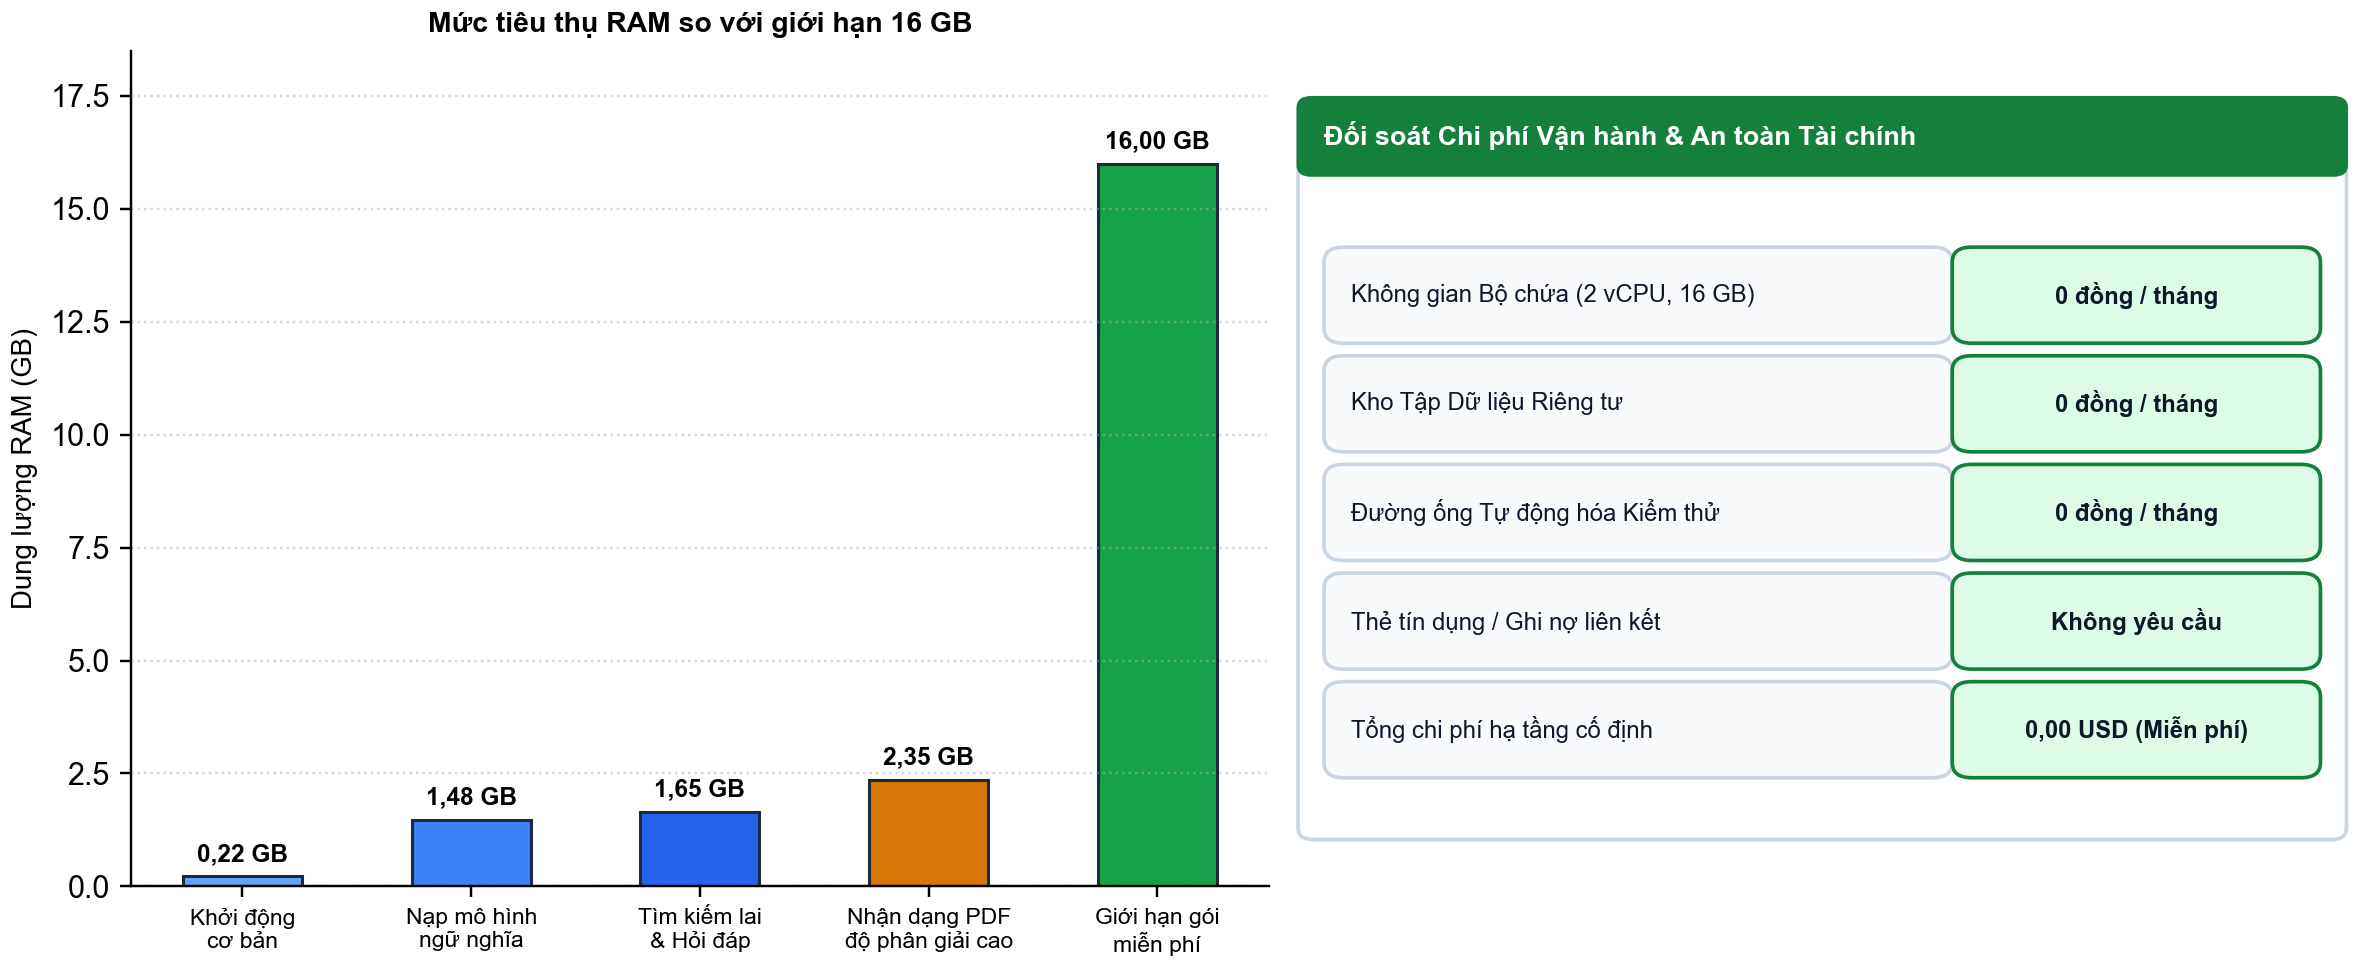 Mức tiêu thụ RAM so với giới hạn 16 GB
Dung lượng RAM (GB)
17.5
15.0
12.5
10.0
7.5
5.0
2.5
0.0
0,22 GB
1,48 GB
1,65 GB
2,35 GB
16,00 GB
Khởi động
cơ bản
Nạp mô hình
ngữ nghĩa
Tìm kiếm lai
& Hỏi đáp
Nhận dạng PDF
độ phân giải cao
Giới hạn gói
miễn phí
Đối soát Chi phí Vận hành & An toàn Tài chính
Không gian Bộ chứa (2 vCPU, 16 GB)
0 đồng / tháng
Kho Tập Dữ liệu Riêng tư
0 đồng / tháng
Đường ống Tự động hóa Kiểm thử
0 đồng / tháng
Thẻ tín dụng / Ghi nợ liên kết
Không yêu cầu
Tổng chi phí hạ tầng cố định
0,00 USD (Miễn phí)